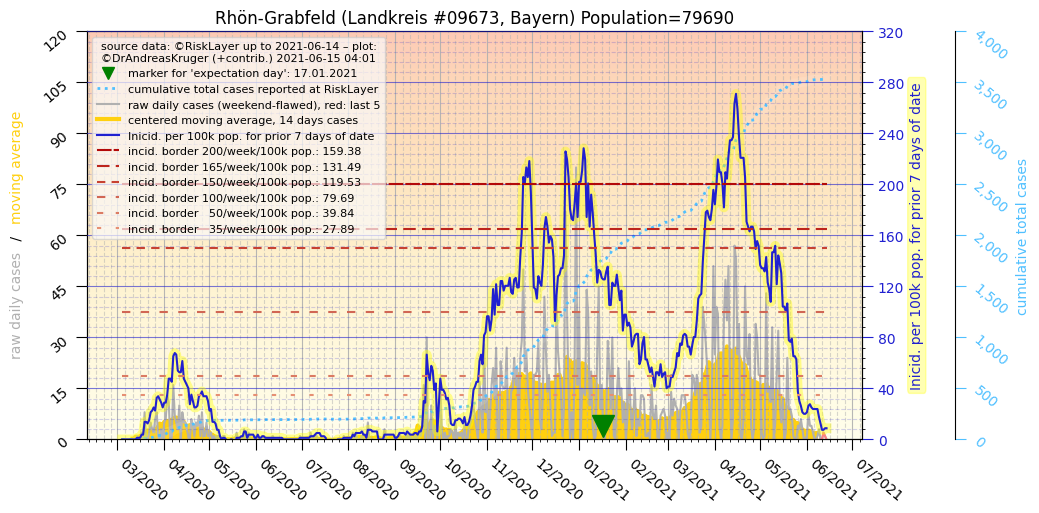 Rhön-Grabfeld (Landkreis #09673, Bayern) Population=79690
source data: ©RiskLayer up to 2021-06-14 – plot:
©DrAndreasKruger (+contrib.) 2021-06-15 04:01
marker for 'expectation day': 17.01.2021
cumulative total cases reported at RiskLayer
raw daily cases (weekend-flawed), red: last 5
centered moving average, 14 days cases
Inicid. per 100k pop. for prior 7 days of date
incid. border 200/week/100k pop.: 159.38
incid. border 165/week/100k pop.: 131.49
incid. border 150/week/100k pop.: 119.53
incid. border 100/week/100k pop.: 79.69
incid. border 50/week/100k pop.: 39.84
incid. border 35/week/100k pop.: 27.89
raw daily cases / moving average
120
105
90
75
60
45
30
15
0
320
280
240
200
160
120
80
40
0
Inicid. per 100k pop. for prior 7 days of date
4,000
3,500
3,000
2,500
2,000
1,500
1,000
500
0
cumulative total cases
03/2020
04/2020
05/2020
06/2020
07/2020
08/2020
09/2020
10/2020
11/2020
12/2020
01/2021
02/2021
03/2021
04/2021
05/2021
06/2021
07/2021